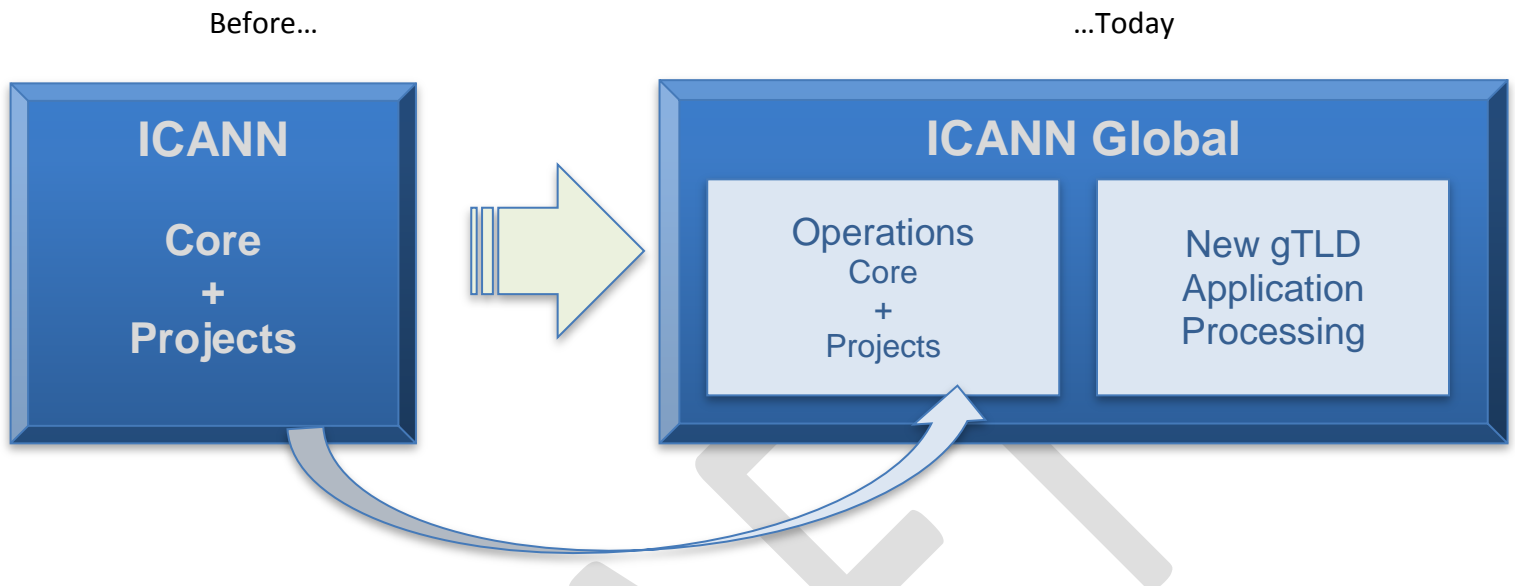 Before…
…Today
ICANN
Core
+
Projects
ICANN Global
Operations
Core
+
Projects
New gTLD
Application
Processing